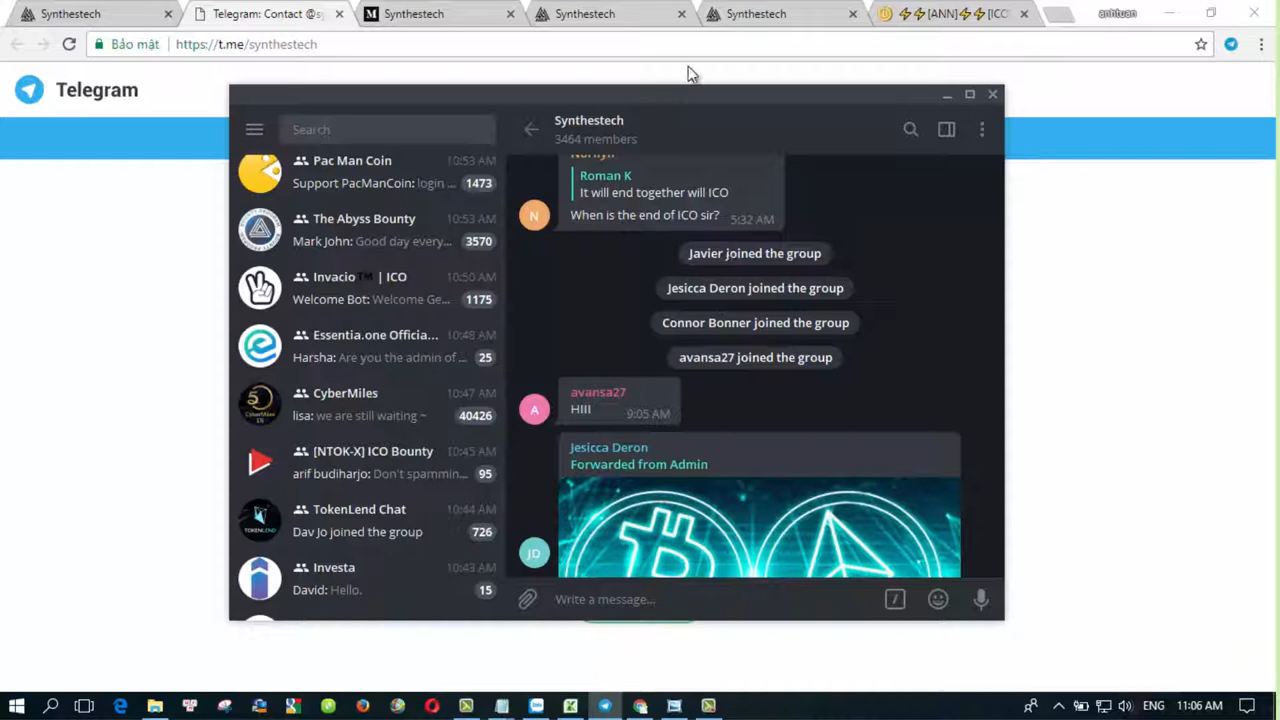 Synthestech
Telegram: Contact @sy
Synthestech
Synthestech
Synthestech
⚡⚡[ANN]⚡⚡[ICO
anhtuan
Bảo mật
https://t.me/synthestech
Telegram
Search
Pac Man Coin
10:53 AM
Support PacManCoin: login ...
1473
The Abyss Bounty
10:53 AM
Mark John: Good day every...
3570
Invacio™ | ICO
10:50 AM
Welcome Bot: Welcome Ge...
1175
Essentia.one Officia...
10:48 AM
Harsha: Are you the admin of ...
25
CyberMiles
10:47 AM
lisa: we are still waiting ~
40426
[NTOK-X] ICO Bounty
10:45 AM
arif budiharjo: Don't spammin...
95
TokenLend Chat
10:44 AM
Dav Jo joined the group
726
Investa
10:43 AM
David: Hello.
15
Synthestech
3464 members
Roman K
It will end together will ICO
N
When is the end of ICO sir?
5:32 AM
Javier joined the group
Jesicca Deron joined the group
Connor Bonner joined the group
avansa27 joined the group
avansa27
A
HIII
9:05 AM
Jesicca Deron
Forwarded from Admin
JD
Write a message...
ENG
11:06 AM